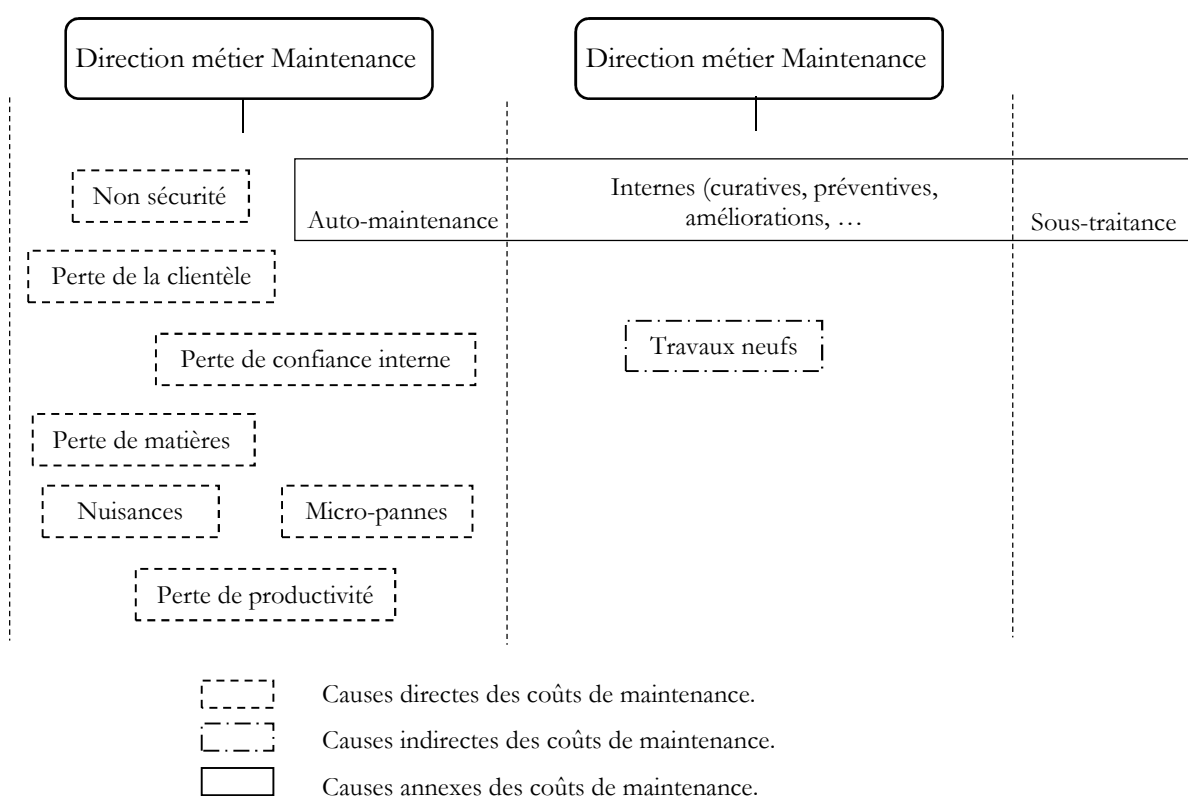 Direction métier Maintenance
Direction métier Maintenance
Non sécurité
Auto-maintenance
Internes (curatives, préventives,
améliorations, …
Sous-traitance
Perte de la clientèle
Perte de confiance interne
Travaux neufs
Perte de matières
Nuisances
Micro-pannes
Perte de productivité
Causes directes des coûts de maintenance.
Causes indirectes des coûts de maintenance.
Causes annexes des coûts de maintenance.